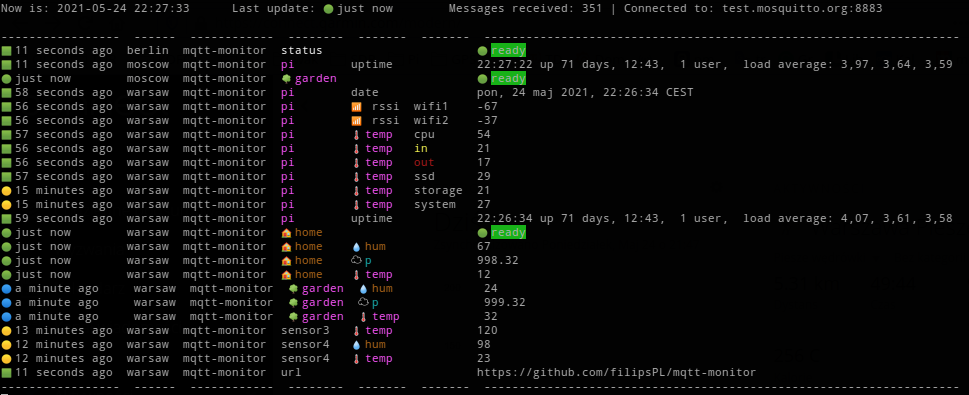 Now is: 2021-05-24 22:27:33 Last update: 🟢 just now Messages received: 351 | Connected to: test.mosquitto.org:8883
🟩 11 seconds ago berlin mqtt-monitor status 🟢 ready
🟩 11 seconds ago moscow mqtt-monitor pi uptime 22:27:22 up 71 days, 12:43, 1 user, load average: 3,97, 3,64, 3,59
🟢 just now moscow mqtt-monitor 🌳 garden 🟢 ready
🟩 58 seconds ago warsaw mqtt-monitor pi date pon, 24 maj 2021, 22:26:34 CEST
🟩 56 seconds ago warsaw mqtt-monitor pi 📶 rssi wifi1 -67
🟩 56 seconds ago warsaw mqtt-monitor pi 📶 rssi wifi2 -37
🟩 57 seconds ago warsaw mqtt-monitor pi 🌡 temp cpu 54
🟩 56 seconds ago warsaw mqtt-monitor pi 🌡 temp in 21
🟩 56 seconds ago warsaw mqtt-monitor pi 🌡 temp out 17
🟩 57 seconds ago warsaw mqtt-monitor pi 🌡 temp ssd 29
🟡 15 minutes ago warsaw mqtt-monitor pi 🌡 temp storage 21
🟡 15 minutes ago warsaw mqtt-monitor pi 🌡 temp system 27
🟩 59 seconds ago warsaw mqtt-monitor pi uptime 22:26:34 up 71 days, 12:43, 1 user, load average: 4,07, 3,61, 3,58
🟢 just now warsaw mqtt-monitor 🏠 home 🟢 ready
🟢 just now warsaw mqtt-monitor 🏠 home 💧 hum 67
🟢 just now warsaw mqtt-monitor 🏠 home ☁ p 998.32
🟢 just now warsaw mqtt-monitor 🏠 home 🌡 temp 12
🔵 a minute ago warsaw mqtt-monitor 🌳 garden 💧 hum 24
🔵 a minute ago warsaw mqtt-monitor 🌳 garden ☁ p 999.32
🔵 a minute ago warsaw mqtt-monitor 🌳 garden 🌡 temp 32
🟡 13 minutes ago warsaw mqtt-monitor sensor3 🌡 temp 120
🟡 12 minutes ago warsaw mqtt-monitor sensor4 💧 hum 98
🟡 12 minutes ago warsaw mqtt-monitor sensor4 🌡 temp 23
🟩 11 seconds ago warsaw mqtt-monitor url https://github.com/filipsPL/mqtt-monitor